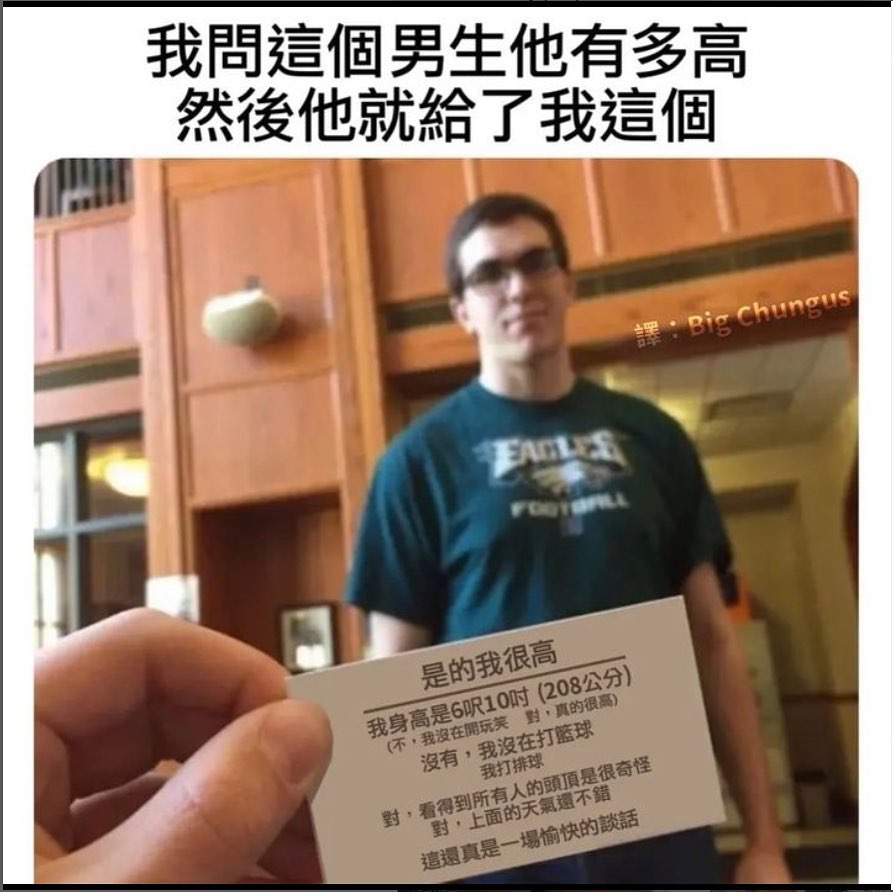 我問這個男生他有多高
然後他就給了我這個
譯：Big Chungus
EAGLES
FOOTBALL
是的我很高
我身高是6呎10吋 (208公分)
(不，我沒在開玩笑 對，真的很高)
沒有，我沒在打籃球
我打排球
對，看得到所有人的頭頂是很奇怪
對，上面的天氣還不錯
這還真是一場愉快的談話